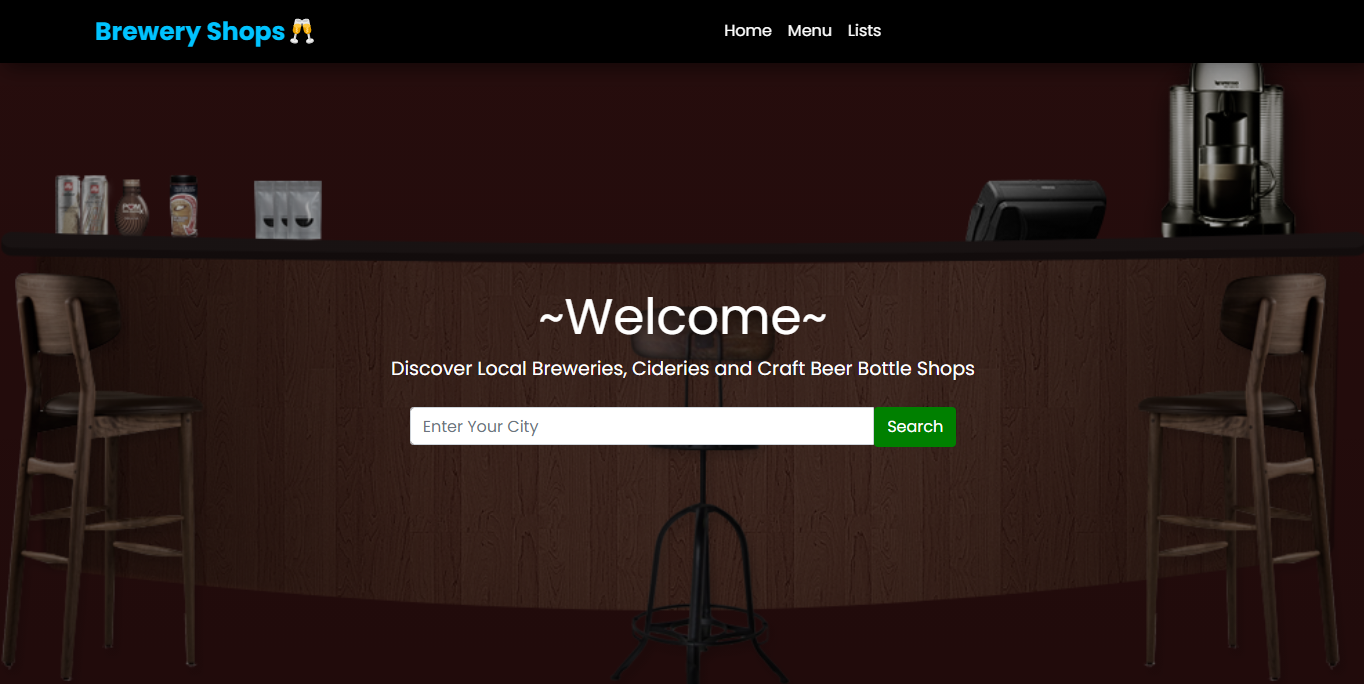 Brewery Shops🥂
Home Menu Lists
POM
~Welcome~
Discover Local Breweries, Cideries and Craft Beer Bottle Shops
Enter Your City
Search